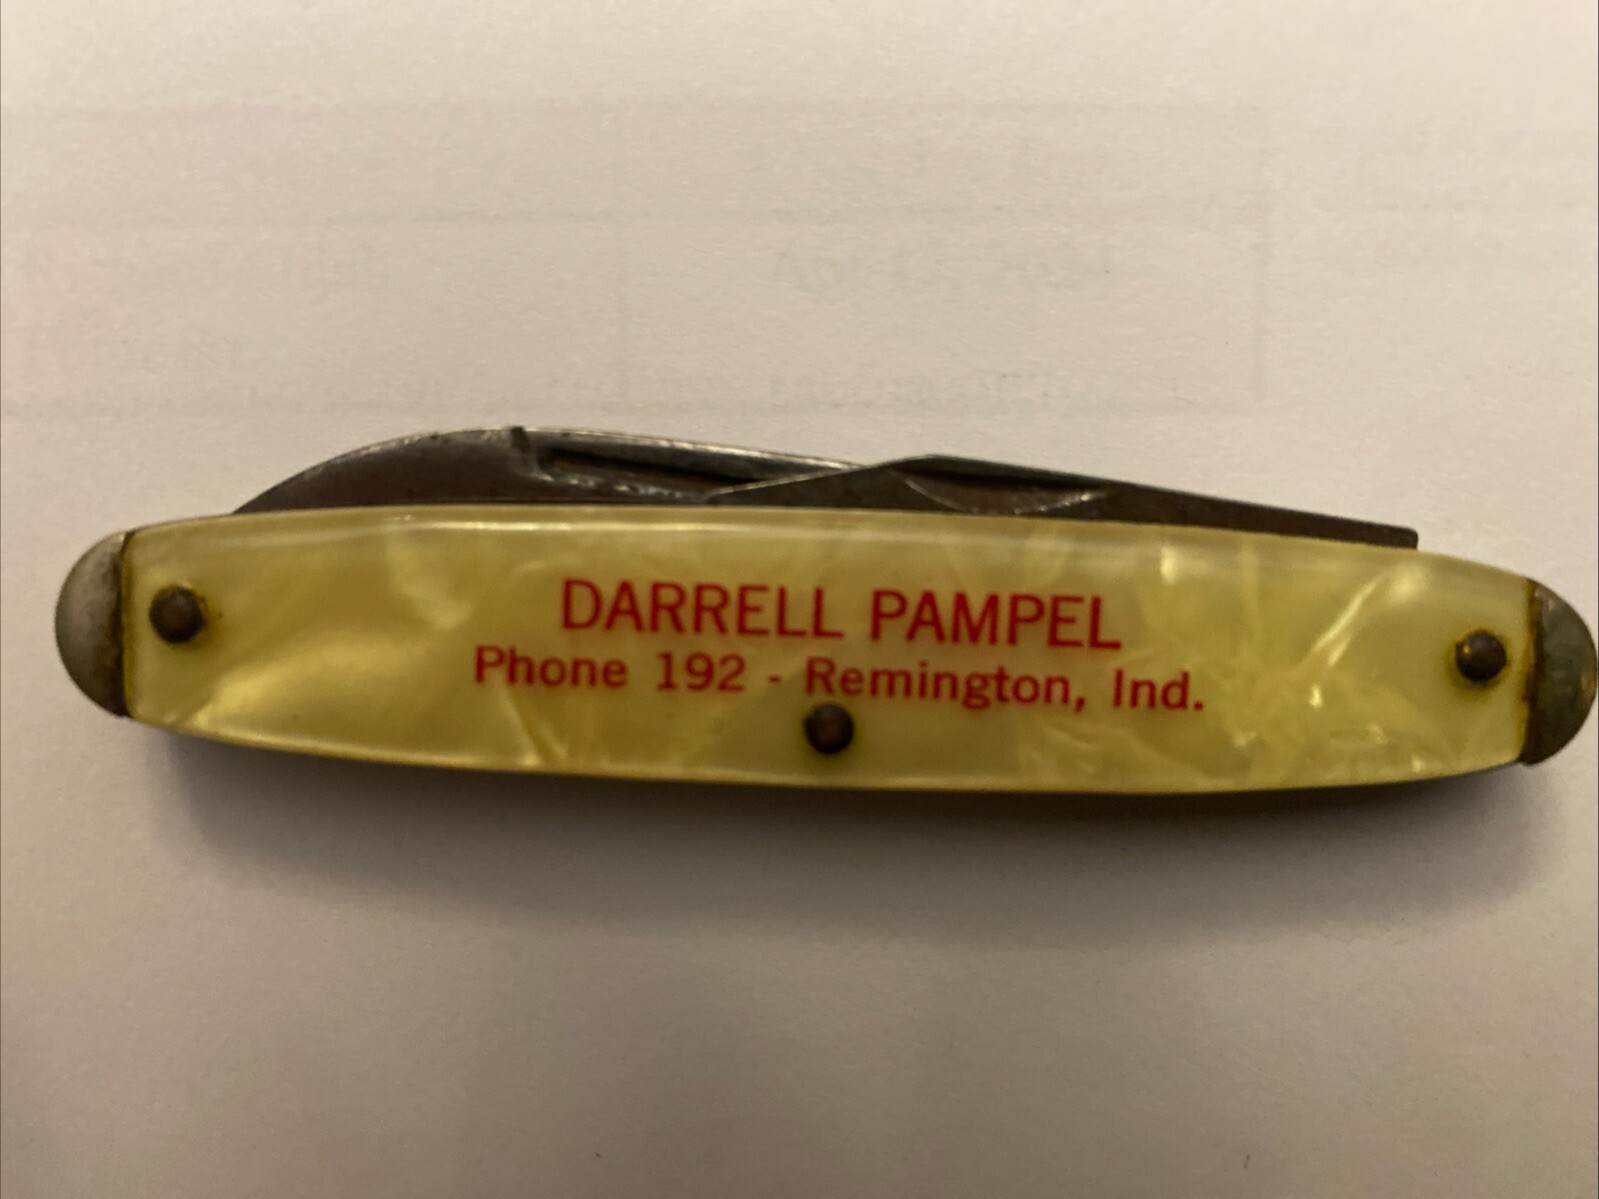 DARRELL PAMPEL
Phone 192 - Remington, Ind.